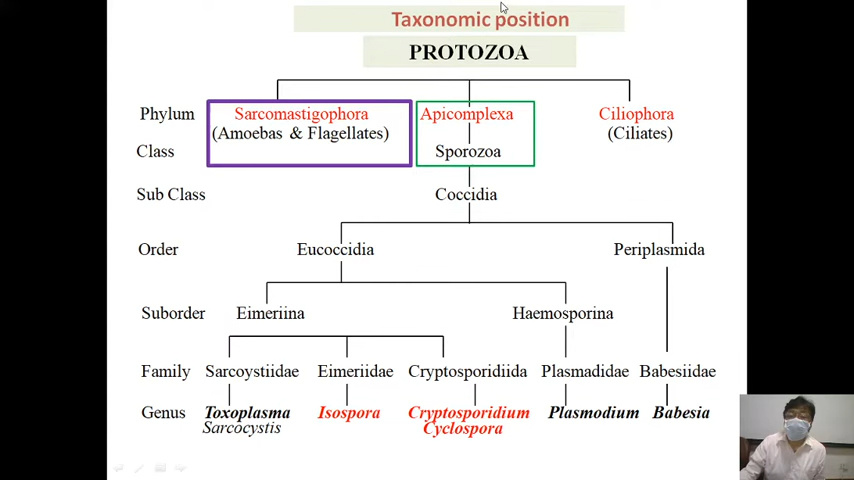 Taxonomic position
PROTOZOA
Phylum Sarcomastigophora Apicomplexa Ciliophora
(Amoebas & Flagellates) (Ciliates)
Class Sporozoa
Sub Class Coccidia
Order Eucoccidia Periplasmida
Suborder Eimeriina Haemosporina
Family Sarcoystiidae Eimeriidae Cryptosporidiida Plasmadidae Babesiidae
Genus Toxoplasma Isospora Cryptosporidium Plasmodium Babesia
Sarcocystis Cyclospora